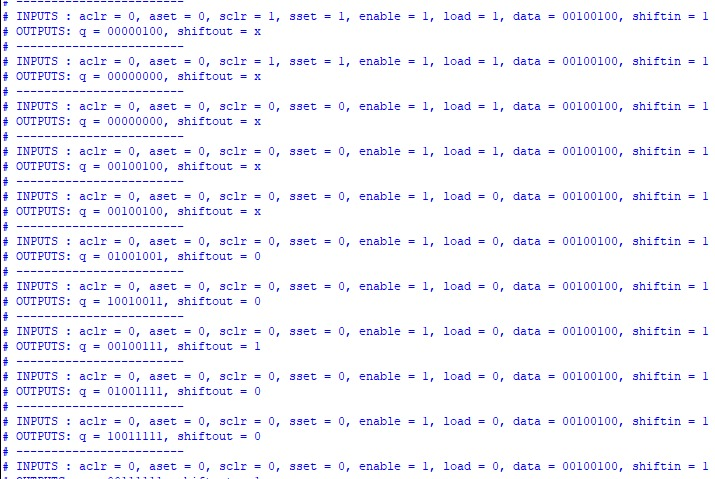 # ------------------------
# INPUTS : aclr = 0, aset = 0, sclr = 1, sset = 1, enable = 1, load = 1, data = 00100100, shiftin = 1
# OUTPUTS: q = 00000100, shiftout = x
# ------------------------
# INPUTS : aclr = 0, aset = 0, sclr = 1, sset = 1, enable = 1, load = 1, data = 00100100, shiftin = 1
# OUTPUTS: q = 00000000, shiftout = x
# ------------------------
# INPUTS : aclr = 0, aset = 0, sclr = 0, sset = 0, enable = 1, load = 1, data = 00100100, shiftin = 1
# OUTPUTS: q = 00000000, shiftout = x
# ------------------------
# INPUTS : aclr = 0, aset = 0, sclr = 0, sset = 0, enable = 1, load = 1, data = 00100100, shiftin = 1
# OUTPUTS: q = 00100100, shiftout = x
# ------------------------
# INPUTS : aclr = 0, aset = 0, sclr = 0, sset = 0, enable = 1, load = 0, data = 00100100, shiftin = 1
# OUTPUTS: q = 00100100, shiftout = x
# ------------------------
# INPUTS : aclr = 0, aset = 0, sclr = 0, sset = 0, enable = 1, load = 0, data = 00100100, shiftin = 1
# OUTPUTS: q = 01001001, shiftout = 0
# ------------------------
# INPUTS : aclr = 0, aset = 0, sclr = 0, sset = 0, enable = 1, load = 0, data = 00100100, shiftin = 1
# OUTPUTS: q = 10010011, shiftout = 0
# ------------------------
# INPUTS : aclr = 0, aset = 0, sclr = 0, sset = 0, enable = 1, load = 0, data = 00100100, shiftin = 1
# OUTPUTS: q = 00100111, shiftout = 1
# ------------------------
# INPUTS : aclr = 0, aset = 0, sclr = 0, sset = 0, enable = 1, load = 0, data = 00100100, shiftin = 1
# OUTPUTS: q = 01001111, shiftout = 0
# ------------------------
# INPUTS : aclr = 0, aset = 0, sclr = 0, sset = 0, enable = 1, load = 0, data = 00100100, shiftin = 1
# OUTPUTS: q = 10011111, shiftout = 0
# ------------------------
# INPUTS : aclr = 0, aset = 0, sclr = 0, sset = 0, enable = 1, load = 0, data = 00100100, shiftin = 1